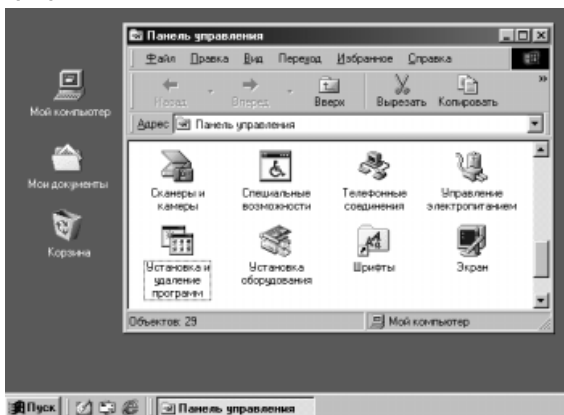 Панель управления
Файл Правка Вид Переход Избранное Справка
Назад Вперед Вверх Вырезать Копировать
Адрес Панель управления
Мой компьютер
Мои документы
Корзина
Сканеры и камеры
Специальные возможности
Телефонные соединения
Управление электропитанием
Установка и удаление программ
Установка оборудования
Шрифты
Экран
Объектов: 29
Мой компьютер
Пуск
Панель управления